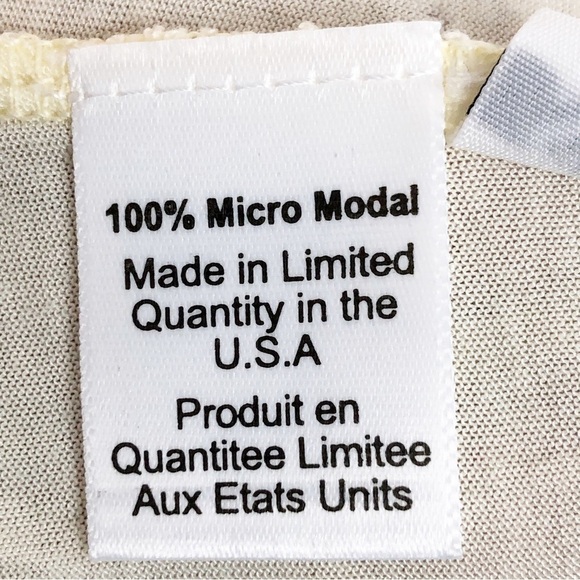 100% Micro Modal
Made in Limited
Quantity in the
U.S.A
Produit en
Quantitee Limitee
Aux Etats Units